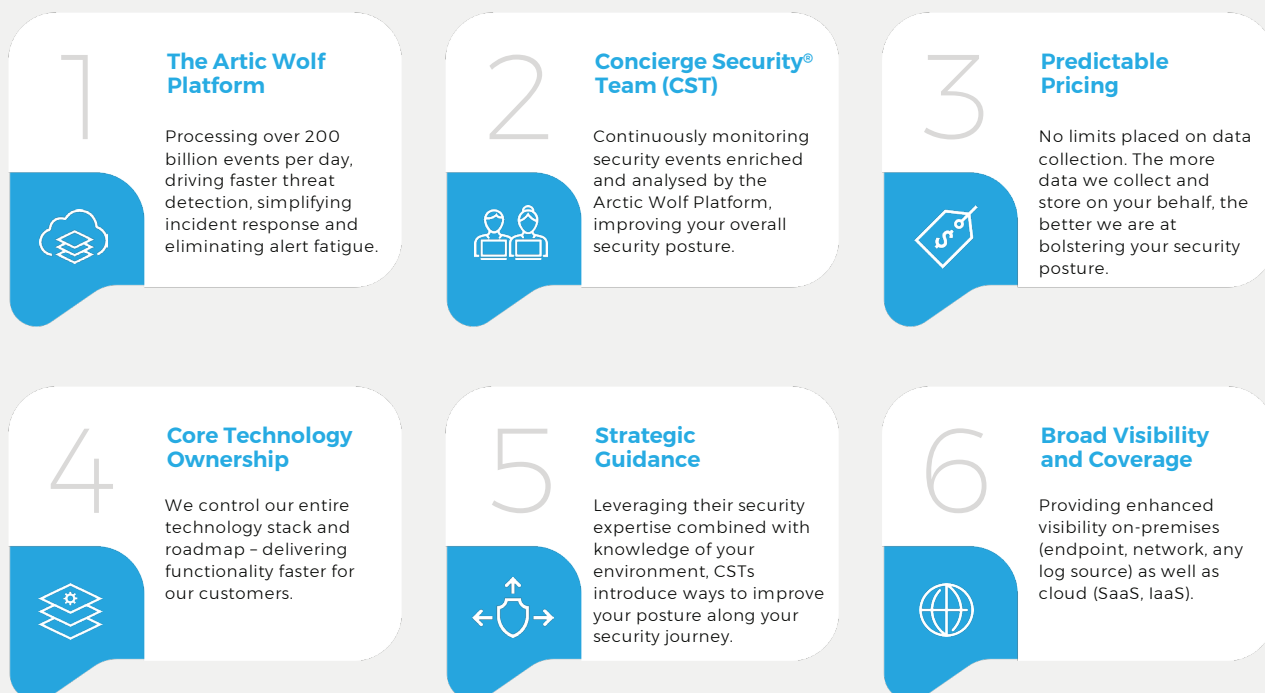 1
The Artic Wolf
Platform
Processing over 200
billion events per day,
driving faster threat
detection, simplifying
incident response and
eliminating alert fatigue.
2
Concierge Security®
Team (CST)
Continuously monitoring
security events enriched
and analysed by the
Arctic Wolf Platform,
improving your overall
security posture.
3
Predictable
Pricing
No limits placed on data
collection. The more
data we collect and
store on your behalf, the
better we are at
bolstering your security
posture.
$
4
Core Technology
Ownership
We control our entire
technology stack and
roadmap – delivering
functionality faster for
our customers.
5
Strategic
Guidance
Leveraging their security
expertise combined with
knowledge of your
environment, CSTs
introduce ways to improve
your posture along your
security journey.
6
Broad Visibility
and Coverage
Providing enhanced
visibility on-premises
(endpoint, network, any
log source) as well as
cloud (SaaS, IaaS).